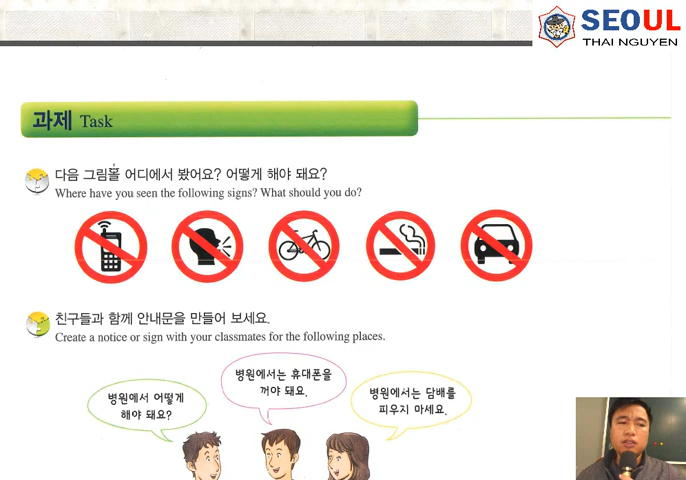 SEOUL
THAI NGUYEN
과제 Task
다음 그림을 어디에서 봤어요? 어떻게 해야 돼요?
Where have you seen the following signs? What should you do?
친구들과 함께 안내문을 만들어 보세요.
Create a notice or sign with your classmates for the following places.
병원에서 어떻게
해야 돼요?
병원에서는 휴대폰을
꺼야 돼요.
병원에서는 담배를
피우지 마세요.